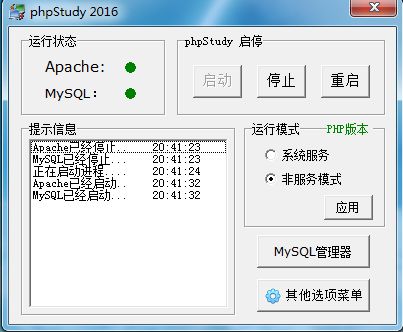 phpStudy 2016
运行状态
Apache:
MySQL:
phpStudy 启停
启动 停止 重启
提示信息
Apache已经停止... 20:41:23
MySQL已经停止... 20:41:23
正在启动进程... 20:41:24
Apache已经启动.. 20:41:32
MySQL已经启动... 20:41:32
运行模式 PHP版本
系统服务
非服务模式
应用
MySQL管理器
其他选项菜单